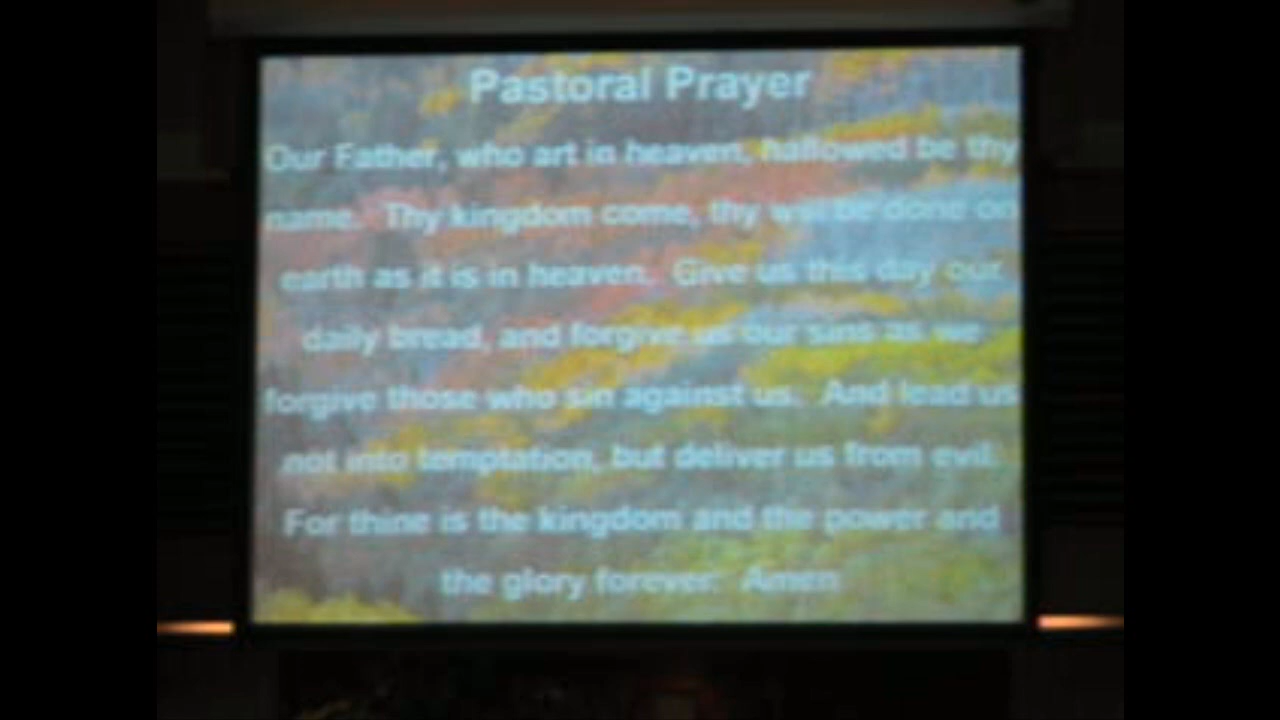 Pastoral Prayer
Our Father, who art in heaven, hallowed be thy
name. Thy kingdom come, thy will be done on
earth as it is in heaven. Give us this day our
daily bread, and forgive us our sins as we
forgive those who sin against us. And lead us
not into temptation, but deliver us from evil.
For thine is the kingdom and the power and
the glory forever. Amen